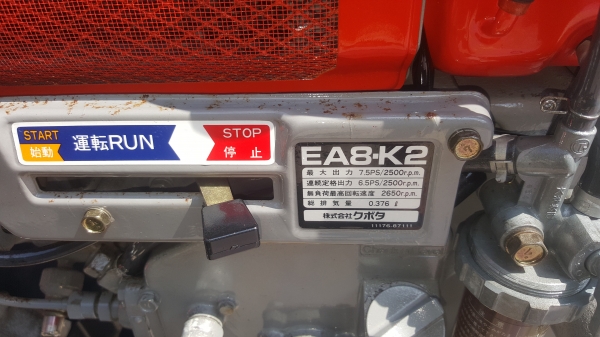 START
始動
運転RUN
STOP
停止
EA8-K2
最大出力 7.5PS/2500r.p.m.
連続定格出力 6.5PS/2500r.p.m.
無負荷最高回転速度 2650r.p.m.
総排気量 0.376 ℓ
株式会社クボタ
11176-87111